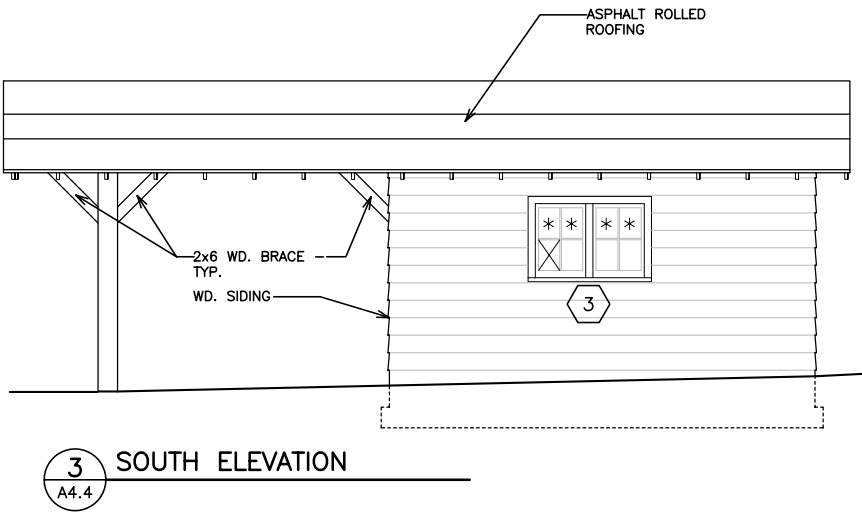 ASPHALT ROLLED
ROOFING
2x6 WD. BRACE
TYP.
WD. SIDING
3
3
A4.4
SOUTH ELEVATION